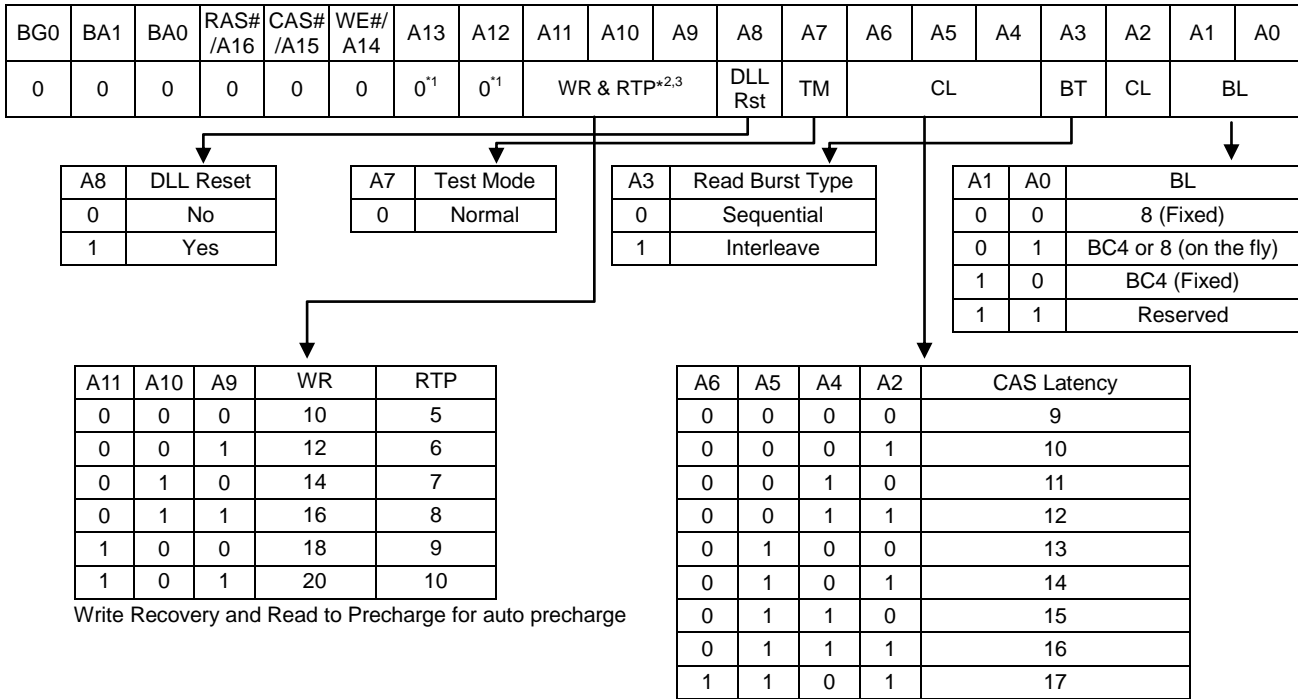 BG0 BA1 BA0 RAS# /A16 CAS# /A15 WE#/ A14 A13 A12 A11 A10 A9 A8 A7 A6 A5 A4 A3 A2 A1 A0
0 0 0 0 0 0 0*1 0*1 WR & RTP*2,3 DLL Rst TM CL BT CL BL
A8 DLL Reset
0 No
1 Yes
A7 Test Mode
0 Normal
A3 Read Burst Type
0 Sequential
1 Interleave
A1 A0 BL
0 0 8 (Fixed)
0 1 BC4 or 8 (on the fly)
1 0 BC4 (Fixed)
1 1 Reserved
A11 A10 A9 WR RTP
0 0 0 10 5
0 0 1 12 6
0 1 0 14 7
0 1 1 16 8
1 0 0 18 9
1 0 1 20 10
Write Recovery and Read to Precharge for auto precharge
A6 A5 A4 A2 CAS Latency
0 0 0 0 9
0 0 0 1 10
0 0 1 0 11
0 0 1 1 12
0 1 0 0 13
0 1 0 1 14
0 1 1 0 15
0 1 1 1 16
1 1 0 1 17